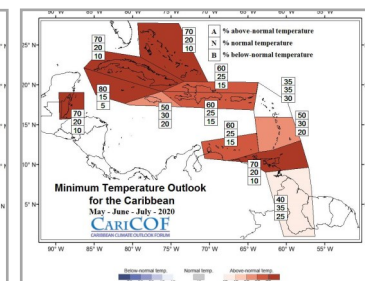 A % above-normal temperature
N % normal temperature
B % below-normal temperature
25° N
20° N
15° N
10° N
5° N
70
20
10
70
20
10
80
15
5
60
25
15
35
35
30
70
20
10
50
30
20
60
25
15
50
30
20
60
25
15
70
20
10
40
35
25
Minimum Temperature Outlook
for the Caribbean
May - June - July - 2020
CARICOF
CARIBBEAN CLIMATE OUTLOOK FORUM
90° W 85° W 80° W 75° W 70° W 65° W 60° W 55° W
Below-normal temp. Normal temp. Above-normal temp.